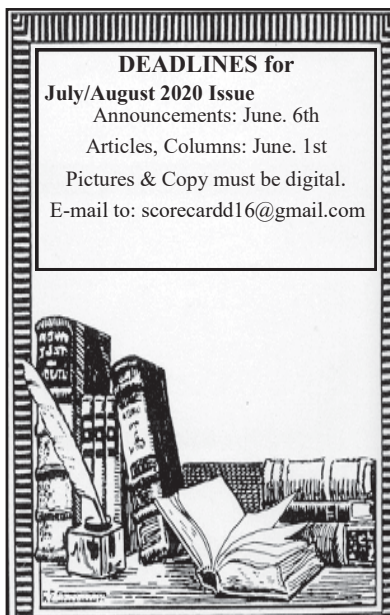 DEADLINES for
July/August 2020 Issue
Announcements: June. 6th
Articles, Columns: June. 1st
Pictures & Copy must be digital.
E-mail to: scorecardd16@gmail.com